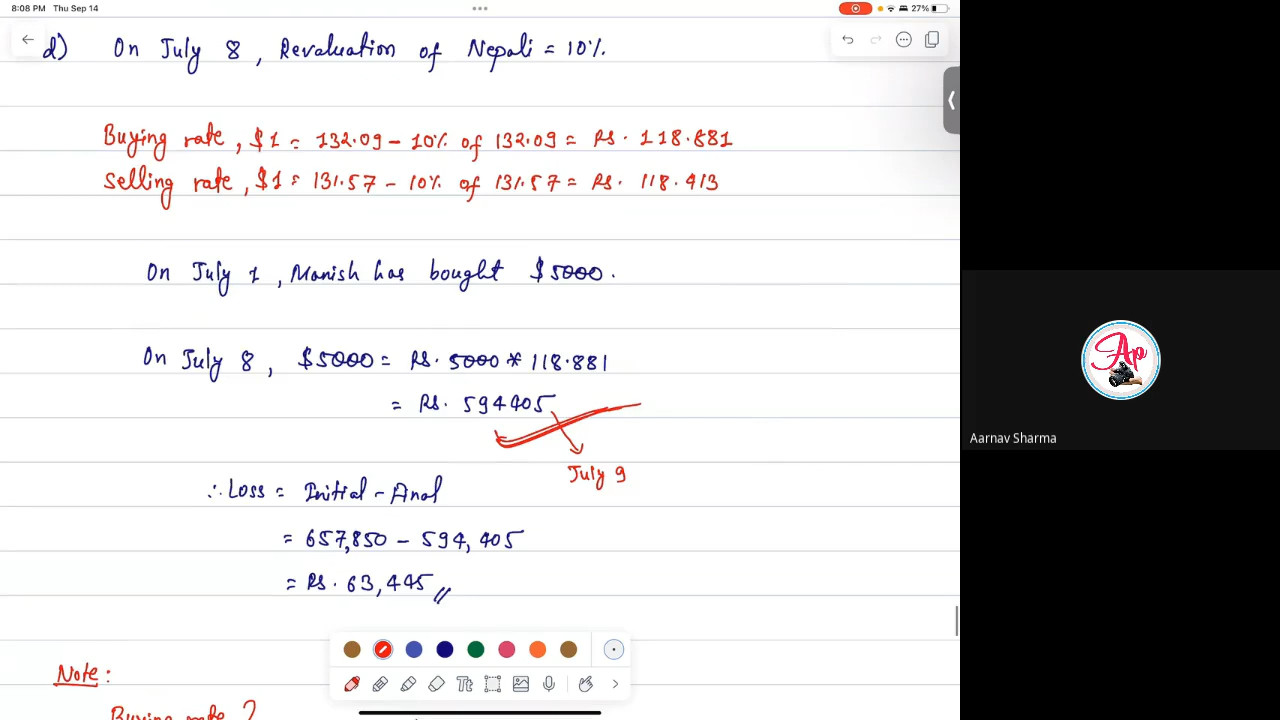 8:08 PM Thu Sep 14
27%
d) On July 8, Revaluation of Nepali = 10%.
Buying rate, $1 = 132.09 - 10% of 132.09 = Rs. 118.881
Selling rate, $1 = 131.57 - 10% of 131.57 = Rs. 118.413
On July 1, Manish has bought $5000.
On July 8, $5000 = Rs. 5000 * 118.881
= Rs. 594405
July 9
∴ Loss = Initial - Final
= 657,850 - 594,405
= Rs. 63,445 //
Note:
Buying rate ?
Tt
Ap
Aarnav Sharma